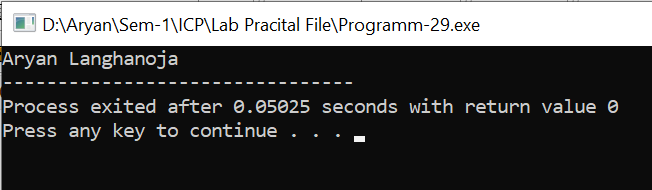 D:\Aryan\Sem-1\ICP\Lab Pracital File\Programm-29.exe
Aryan Langhanoja
--------------------------------
Process exited after 0.05025 seconds with return value 0
Press any key to continue . . .